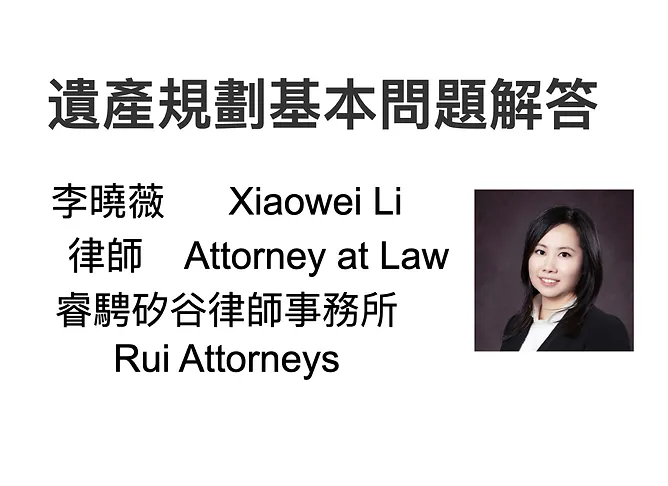 遺產規劃基本問題解答
李曉薇 Xiaowei Li
律師 Attorney at Law
睿騁矽谷律師事務所
Rui Attorneys